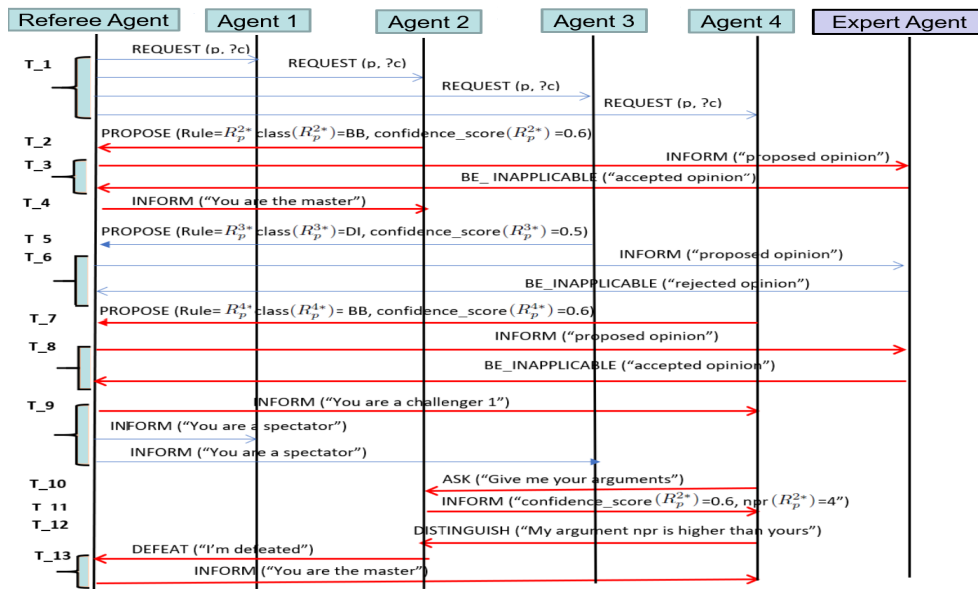 Referee Agent Agent 1 Agent 2 Agent 3 Agent 4 Expert Agent
REQUEST (p, ?c)
T_1
REQUEST (p, ?c)
REQUEST (p, ?c)
REQUEST (p, ?c)
PROPOSE (Rule=R_p^{2*} class(R_p^{2*})=BB, confidence_score(R_p^{2*}) =0.6)
T_2
T_3
INFORM (“proposed opinion”)
BE_ INAPPLICABLE (“accepted opinion”)
T_4
INFORM (“You are the master”)
T_5
PROPOSE (Rule=R_p^{3*} class(R_p^{3*})=DI, confidence_score(R_p^{3*}) =0.5)
T_6
INFORM (“proposed opinion”)
BE_INAPPLICABLE (“rejected opinion”)
PROPOSE (Rule= R_p^{4*} class(R_p^{4*})= BB, confidence_score(R_p^{4*}) =0.6)
T_7
INFORM (“proposed opinion”)
T_8
BE_INAPPLICABLE (“accepted opinion”)
T_9
INFORM (“You are a challenger 1”)
INFORM (“You are a spectator”)
INFORM (“You are a spectator”)
T_10
ASK (“Give me your arguments”)
T_11
INFORM (“confidence_score(R_p^{2*})=0.6, npr(R_p^{2*})=4”)
T_12
DISTINGUISH (“My argument npr is higher than yours”)
T_13
DEFEAT (“I’m defeated”)
INFORM (“You are the master”)